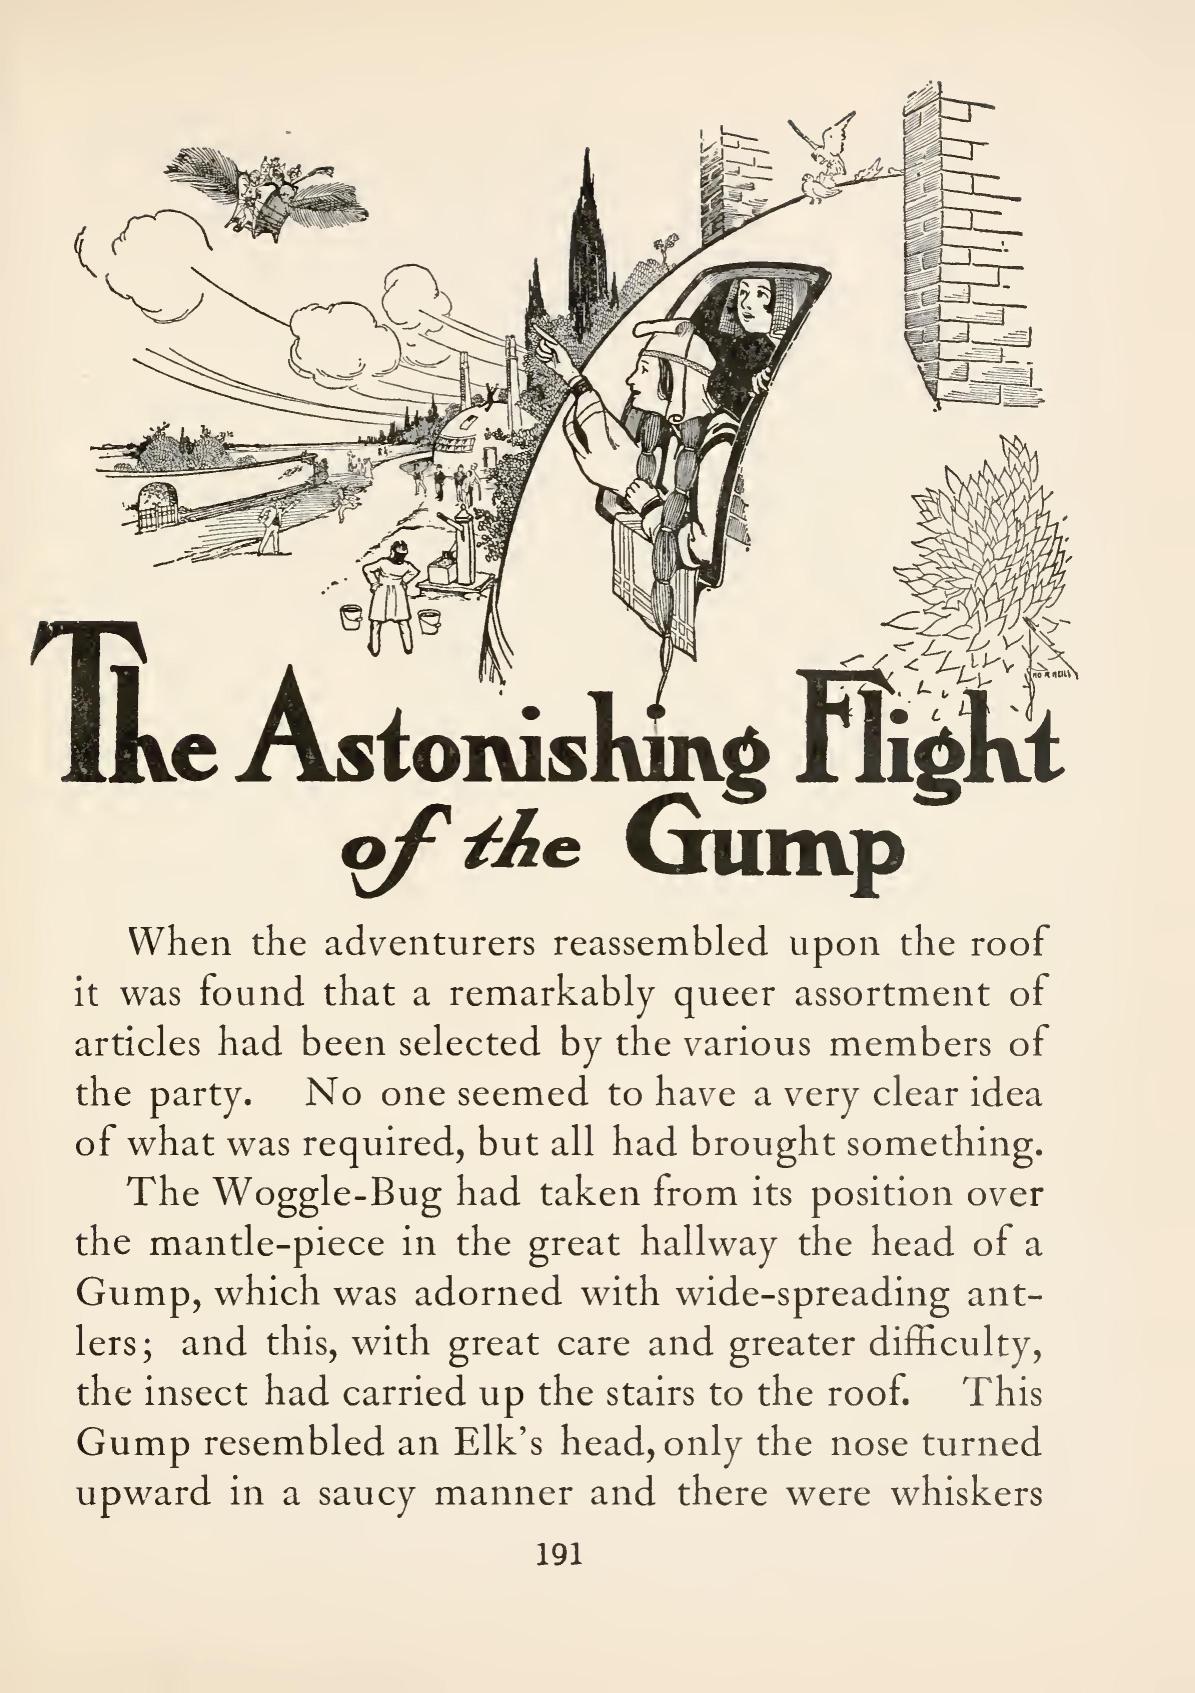 The Astonishing Flight
of the Gump
When the adventurers reassembled upon the roof
it was found that a remarkably queer assortment of
articles had been selected by the various members of
the party. No one seemed to have a very clear idea
of what was required, but all had brought something.
The Woggle-Bug had taken from its position over
the mantle-piece in the great hallway the head of a
Gump, which was adorned with wide-spreading ant-
lers; and this, with great care and greater difficulty,
the insect had carried up the stairs to the roof. This
Gump resembled an Elk's head, only the nose turned
upward in a saucy manner and there were whiskers
191